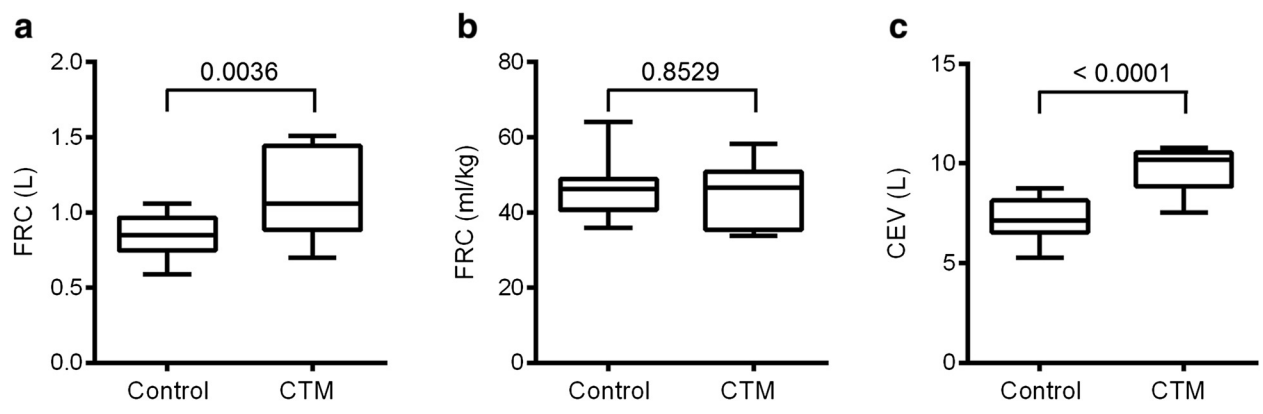 a
0.0036
FRC (L)
2.0
1.5
1.0
0.5
0.0
Control
CTM
b
0.8529
FRC (ml/kg)
80
60
40
20
0
Control
CTM
c
< 0.0001
CEV (L)
15
10
5
0
Control
CTM